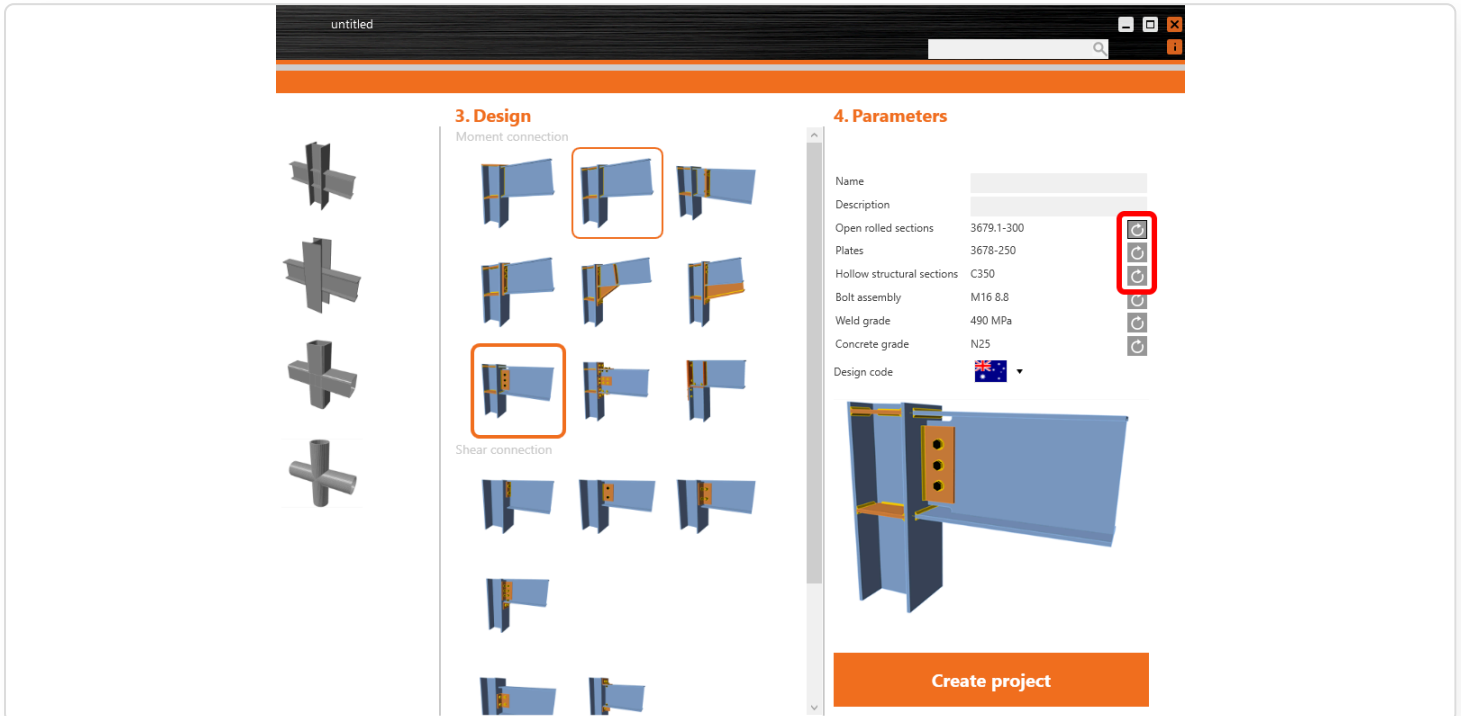 untitled
i
3. Design
Moment connection
Shear connection
4. Parameters
Name
Description
Open rolled sections 3679.1-300
Plates 3678-250
Hollow structural sections C350
Bolt assembly M16 8.8
Weld grade 490 MPa
Concrete grade N25
Design code
Create project